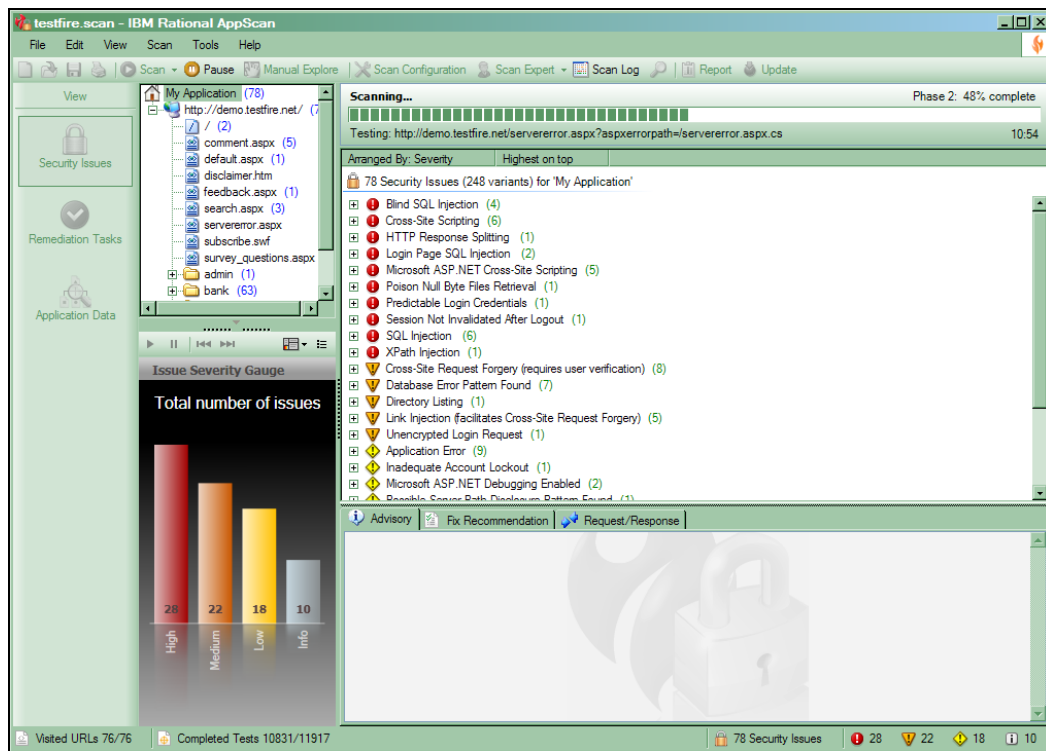 testfire.scan - IBM Rational AppScan
File Edit View Scan Tools Help
Scan Pause Manual Explore Scan Configuration Scan Expert Scan Log Report Update
View
Security Issues
Remediation Tasks
Application Data
My Application (78)
http://demo.testfire.net/ (7
/ (2)
comment.aspx (5)
default.aspx (1)
disclaimer.htm
feedback.aspx (1)
search.aspx (3)
servererror.aspx
subscribe.swf
survey_questions.aspx
admin (1)
bank (63)
Issue Severity Gauge
Total number of issues
28 22 18 10
High Medium Low Info
Scanning... Phase 2: 48% complete
Testing: http://demo.testfire.net/servererror.aspx?aspxerrorpath=/servererror.aspx.cs 10:54
Arranged By: Severity Highest on top
78 Security Issues (248 variants) for 'My Application'
Blind SQL Injection (4)
Cross-Site Scripting (6)
HTTP Response Splitting (1)
Login Page SQL Injection (2)
Microsoft ASP.NET Cross-Site Scripting (5)
Poison Null Byte Files Retrieval (1)
Predictable Login Credentials (1)
Session Not Invalidated After Logout (1)
SQL Injection (6)
XPath Injection (1)
Cross-Site Request Forgery (requires user verification) (8)
Database Error Pattern Found (7)
Directory Listing (1)
Link Injection (facilitates Cross-Site Request Forgery) (5)
Unencrypted Login Request (1)
Application Error (9)
Inadequate Account Lockout (1)
Microsoft ASP.NET Debugging Enabled (2)
Possible Server Path Disclosure Pattern Found (1)
Advisory Fix Recommendation Request/Response
Visited URLs 76/76 Completed Tests 10831/11917 78 Security Issues 28 22 18 10